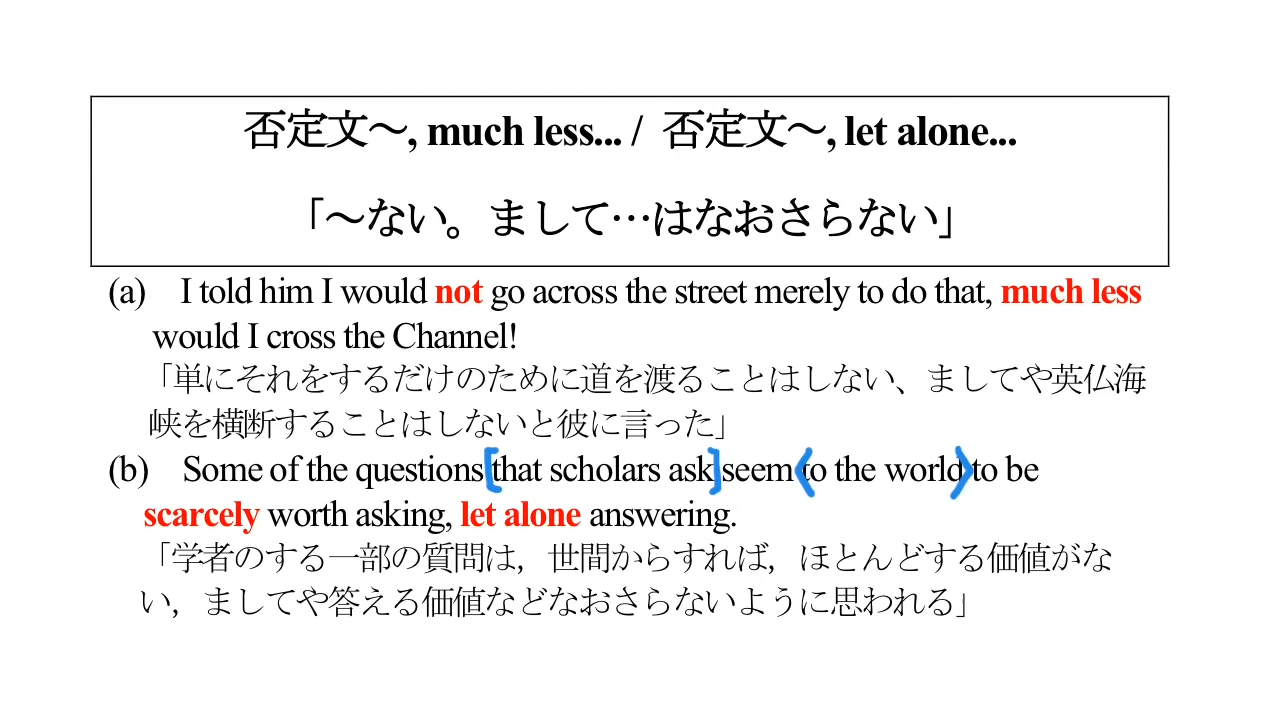 否定文～, much less... / 否定文～, let alone...
「～ない。まして…はなおさらない」
(a) I told him I would not go across the street merely to do that, much less
would I cross the Channel!
「単にそれをするだけのために道を渡ることはしない、ましてや英仏海
峡を横断することはしないと彼に言った」
(b) Some of the questions [that scholars ask] seem 〈to the world〉 to be
scarcely worth asking, let alone answering.
「学者のする一部の質問は，世間からすれば，ほとんどする価値がな
い，ましてや答える価値などなおさらないように思われる」